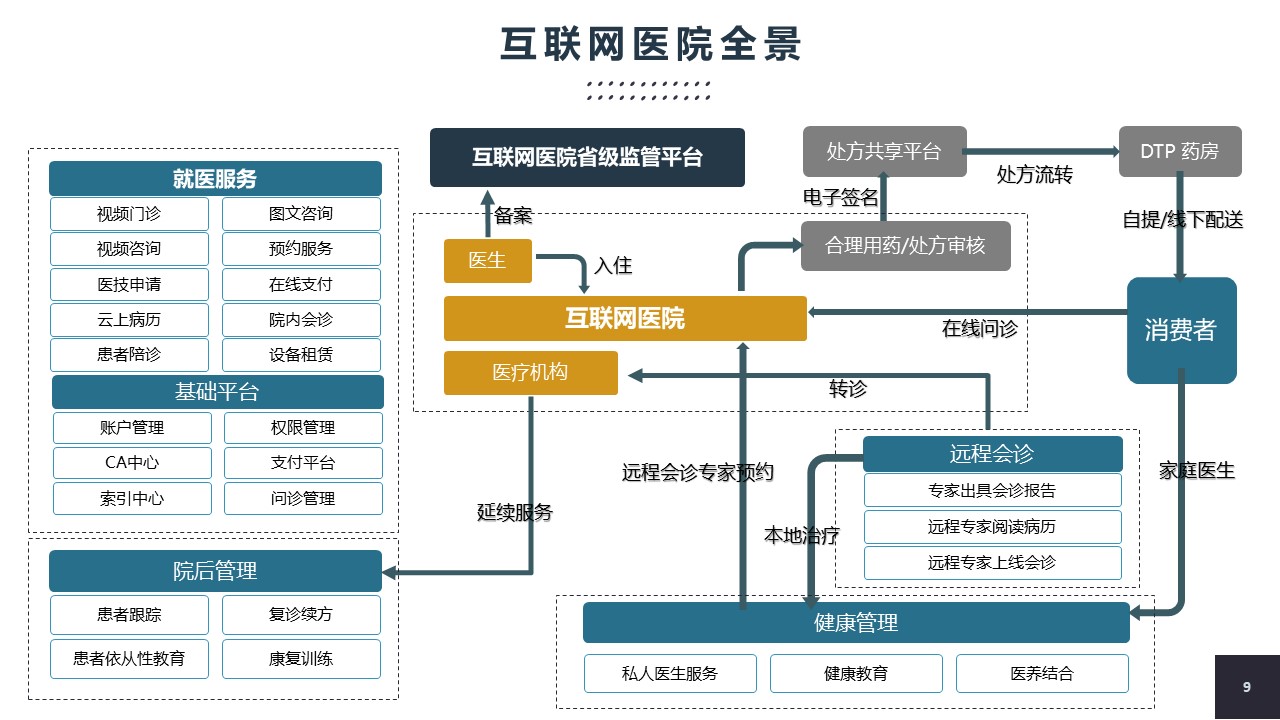 互联网医院全景
互联网医院省级监管平台
处方共享平台
处方流转
DTP 药房
电子签名
自提/线下配送
备案
医生
入住
合理用药/处方审核
互联网医院
在线问诊
消费者
医疗机构
转诊
就医服务
视频门诊
图文咨询
视频咨询
预约服务
医技申请
在线支付
云上病历
院内会诊
患者陪诊
设备租赁
基础平台
账户管理
权限管理
CA中心
支付平台
索引中心
问诊管理
延续服务
远程会诊专家预约
本地治疗
远程会诊
专家出具会诊报告
远程专家阅读病历
远程专家上线会诊
家庭医生
院后管理
患者跟踪
复诊续方
患者依从性教育
康复训练
健康管理
私人医生服务
健康教育
医养结合
9